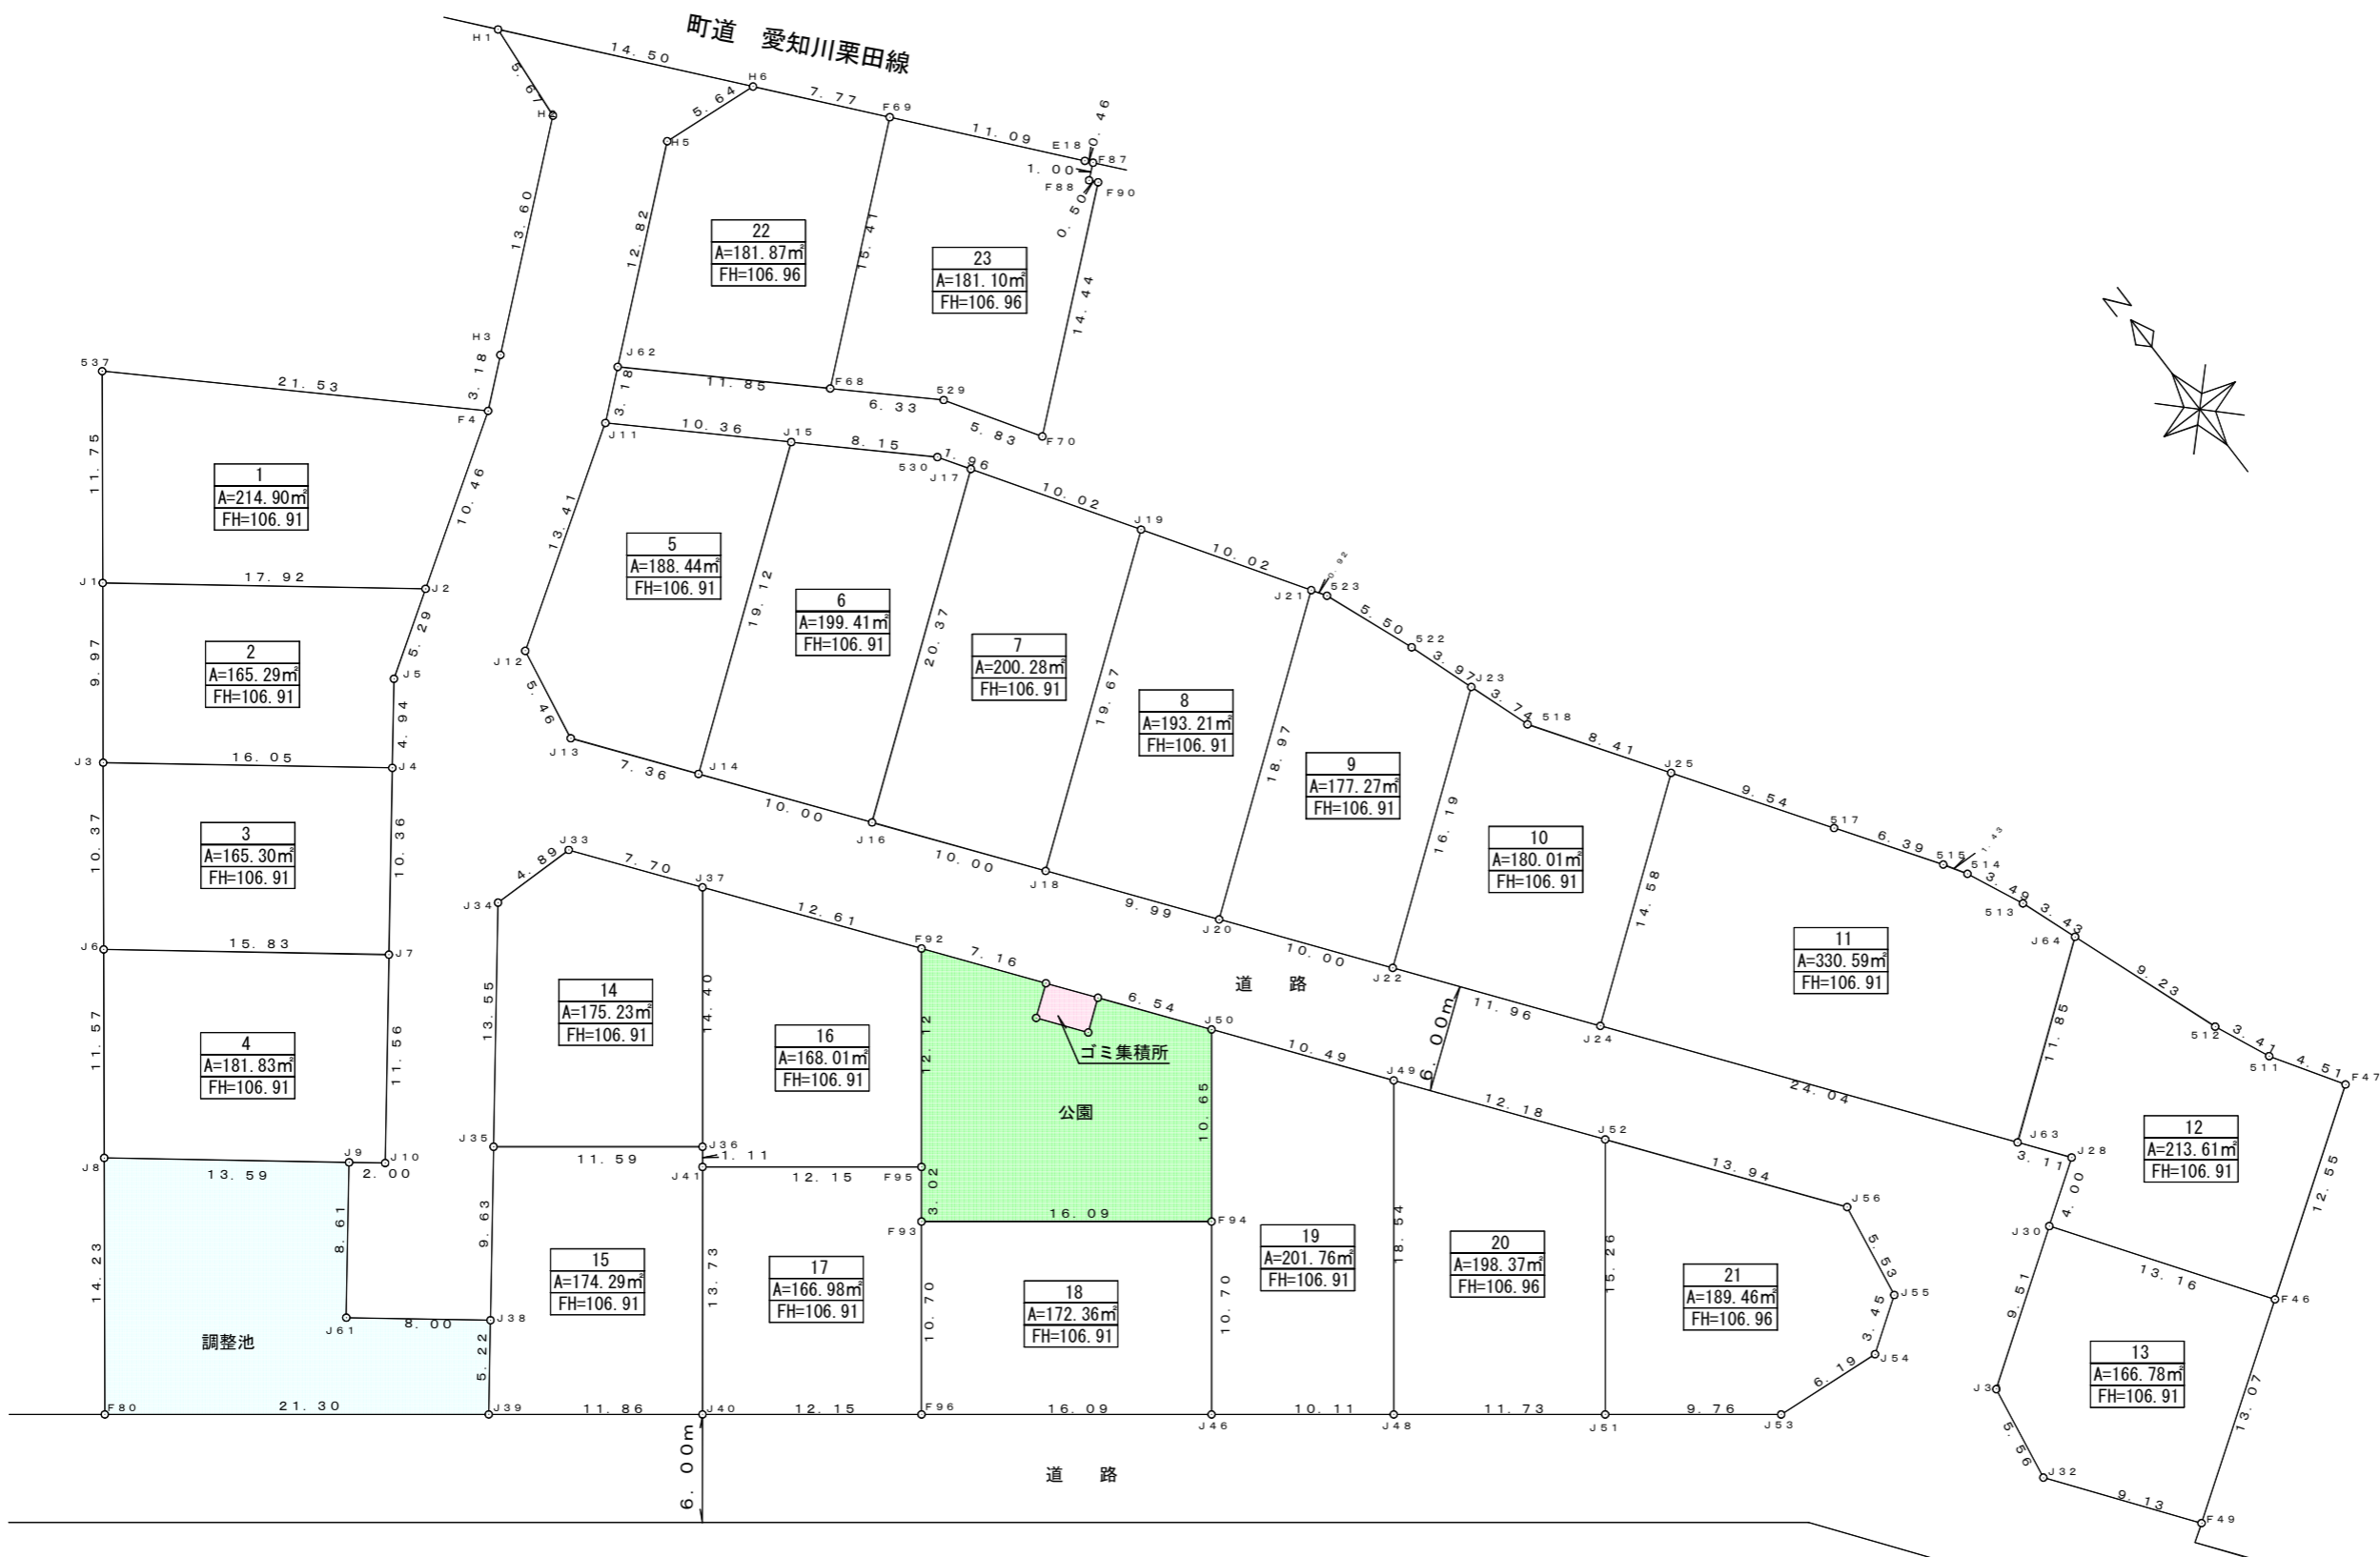 町道　愛知川栗田線
H1
14.50
5.67
H2
H6
5.64
7.77
F69
H5
11.09
0.46
E18
F87
1.00
F88
F90
0.50
13.60
12.82
15.41
14.44
22
A=181.87㎡
FH=106.96
23
A=181.10㎡
FH=106.96
H3
3.18
J62
3.18
11.85
F68
6.33
529
5.83
F70
537
21.53
F4
11.75
10.46
1
A=214.90㎡
FH=106.91
J1
17.92
J2
J11
10.36
J15
8.15
530
1.96
J17
10.02
J19
10.02
J21
0.92
523
5.50
522
3.97
J23
3.74
518
8.41
J25
9.54
517
6.39
515
1.43
514
3.49
513
3.43
J64
9.23
512
3.41
511
4.51
F47
13.41
5
A=188.44㎡
FH=106.91
19.12
6
A=199.41㎡
FH=106.91
20.37
7
A=200.28㎡
FH=106.91
19.67
8
A=193.21㎡
FH=106.91
18.97
9
A=177.27㎡
FH=106.91
16.19
10
A=180.01㎡
FH=106.91
14.58
11
A=330.59㎡
FH=106.91
11.85
12
A=213.61㎡
FH=106.91
12.55
9.97
5.29
2
A=165.29㎡
FH=106.91
J5
4.94
J3
16.05
J4
J12
5.46
J13
7.36
J14
10.00
J16
10.00
J18
9.99
J20
10.00
J22
11.96
J24
24.04
J63
3.11
J28
4.00
J30
13.16
F46
10.37
10.36
3
A=165.30㎡
FH=106.91
J6
15.83
J7
11.57
11.56
4
A=181.83㎡
FH=106.91
J8
13.59
J9
J10
2.00
J33
4.89
J34
7.70
J37
12.61
F92
7.16
6.54
J50
10.49
J49
12.18
J52
13.94
J56
道　路
6.00m
ゴミ集積所
公園
13.55
14
A=175.23㎡
FH=106.91
14.40
16
A=168.01㎡
FH=106.91
12.12
10.65
J35
11.59
J36
1.11
J41
12.15
F95
3.02
F93
16.09
F94
14.23
8.61
J61
8.00
J38
9.63
5.22
調整池
15
A=174.29㎡
FH=106.91
13.73
17
A=166.98㎡
FH=106.91
10.70
18
A=172.36㎡
FH=106.91
10.70
19
A=201.76㎡
FH=106.91
18.54
20
A=198.37㎡
FH=106.96
15.26
21
A=189.46㎡
FH=106.96
5.53
J55
3.45
J54
6.19
9.51
J3
5.56
J32
9.13
F49
13
A=166.78㎡
FH=106.91
13.07
F80
21.30
J39
11.86
J40
12.15
F96
16.09
J46
10.11
J48
11.73
J51
9.76
J53
6.00m
道　路